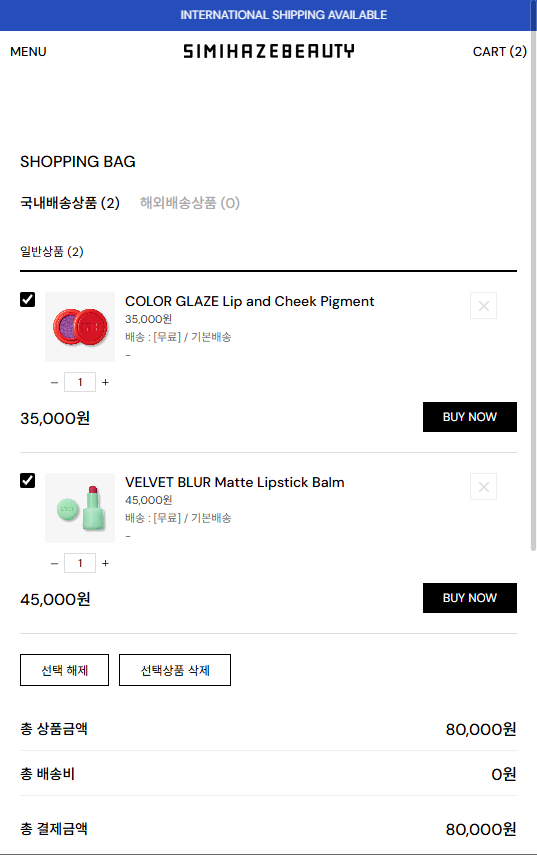 INTERNATIONAL SHIPPING AVAILABLE
MENU
SIMIHAZEBEAUTY
CART (2)
SHOPPING BAG
국내배송상품 (2)
해외배송상품 (0)
일반상품 (2)
COLOR GLAZE Lip and Cheek Pigment
35,000원
배송 : [무료] / 기본배송
-
– 1 +
35,000원
BUY NOW
VELVET BLUR Matte Lipstick Balm
45,000원
배송 : [무료] / 기본배송
-
– 1 +
45,000원
BUY NOW
선택 해제
선택상품 삭제
총 상품금액
80,000원
총 배송비
0원
총 결제금액
80,000원